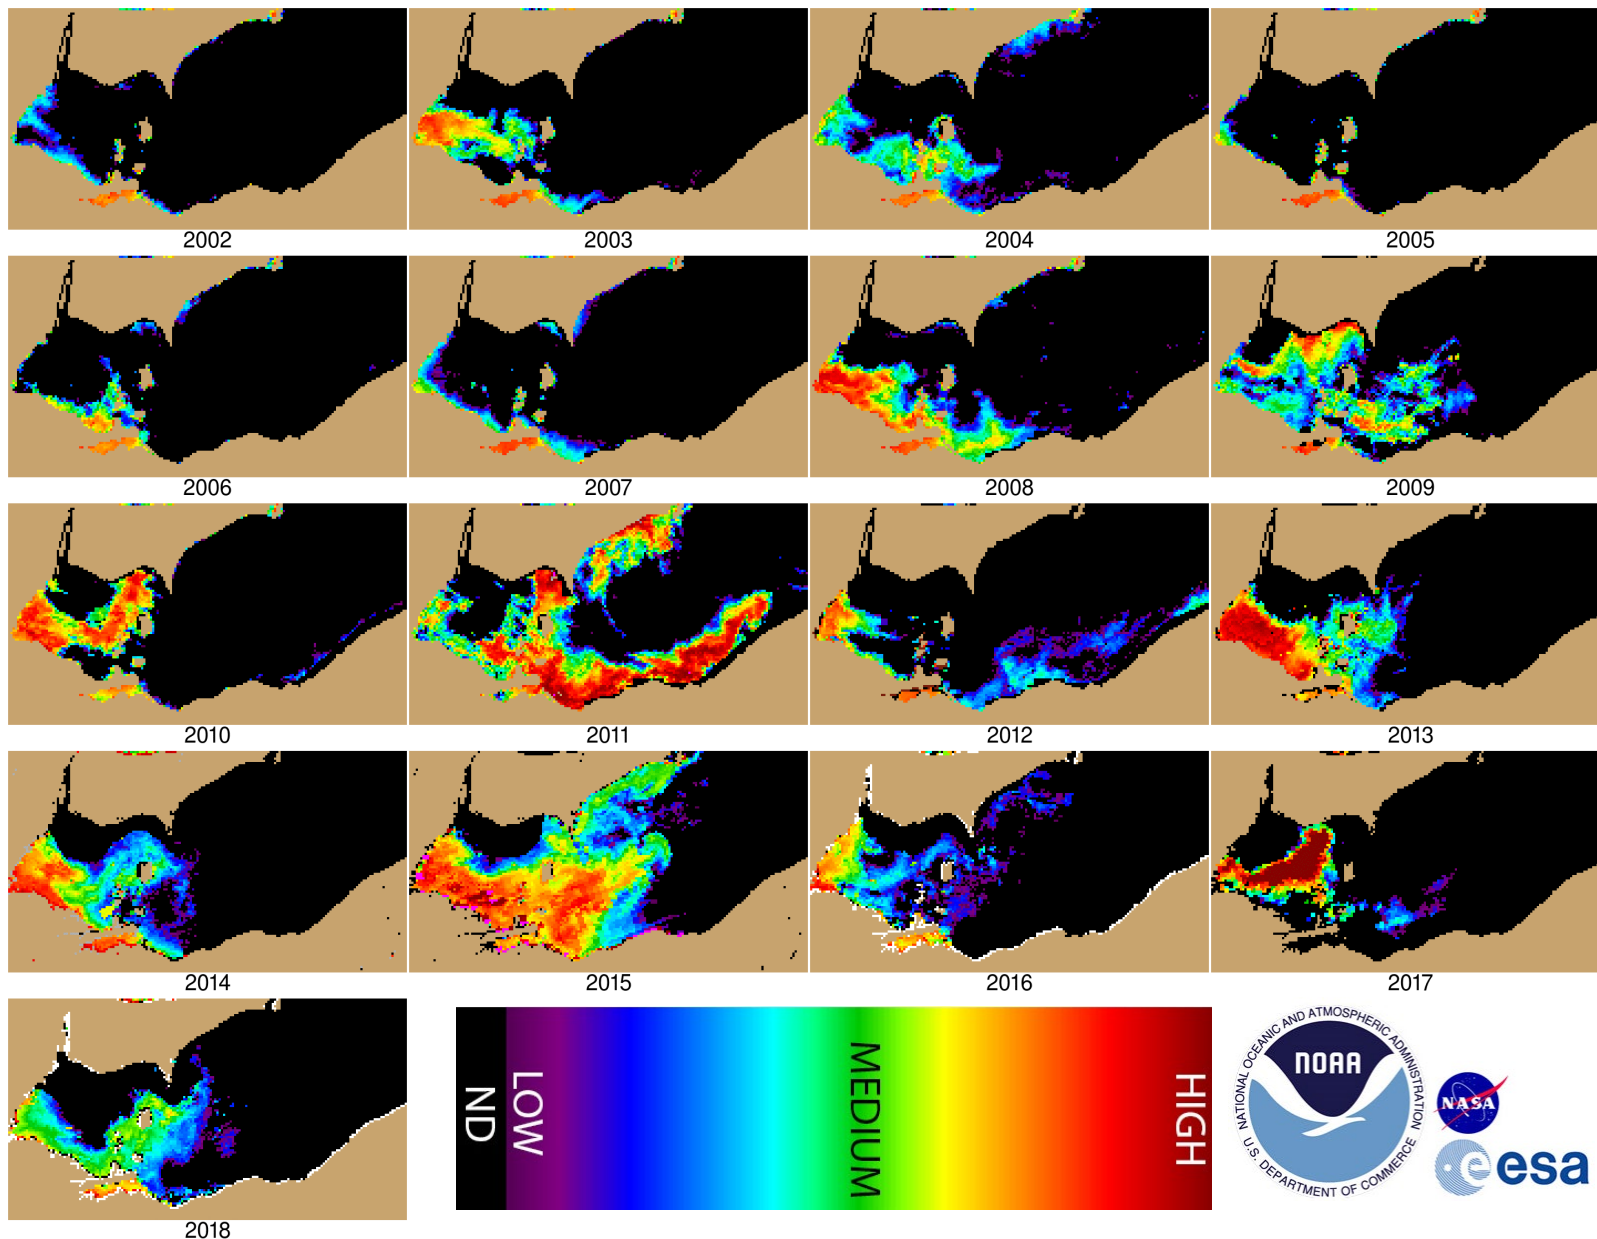 2002
2003
2004
2005
2006
2007
2008
2009
2010
2011
2012
2013
2014
2015
2016
2017
2018
ND
LOW
MEDIUM
HIGH
NATIONAL OCEANIC AND ATMOSPHERIC ADMINISTRATION
U.S. DEPARTMENT OF COMMERCE
NOAA
NASA
esa